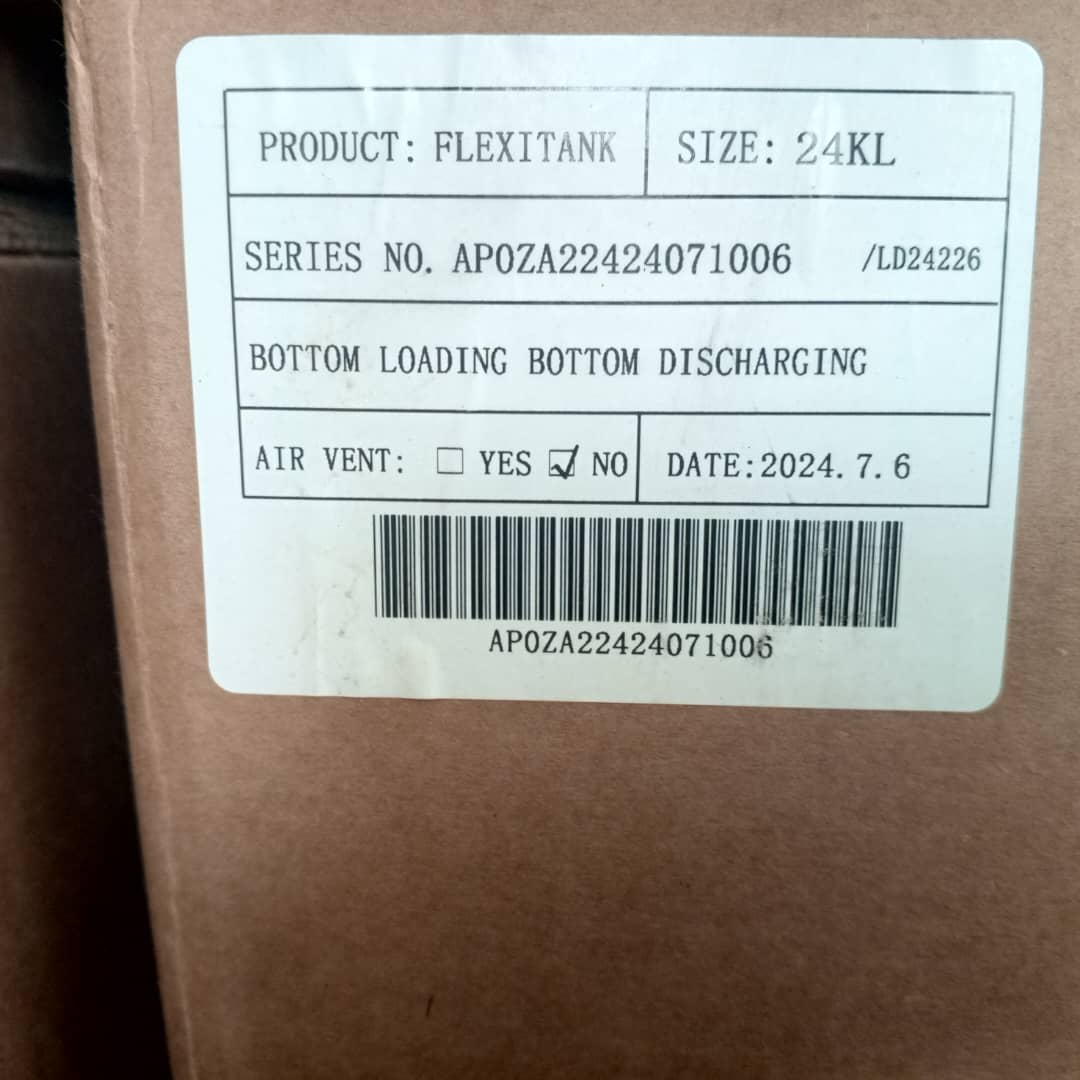 PRODUCT: FLEXITANK SIZE: 24KL
SERIES NO. APOZA22424071006 /LD24226
BOTTOM LOADING BOTTOM DISCHARGING
AIR VENT: ☐ YES ☑ NO DATE:2024.7.6
APOZA22424071006